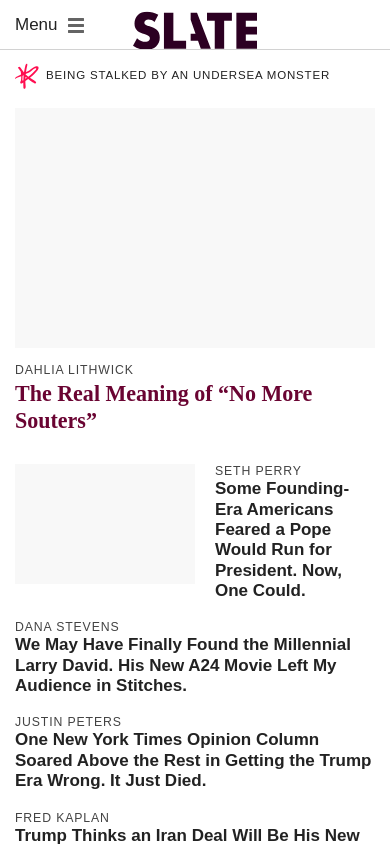 Menu
SLATE
BEING STALKED BY AN UNDERSEA MONSTER
DAHLIA LITHWICK
The Real Meaning of “No More
Souters”
SETH PERRY
Some Founding-
Era Americans
Feared a Pope
Would Run for
President. Now,
One Could.
DANA STEVENS
We May Have Finally Found the Millennial
Larry David. His New A24 Movie Left My
Audience in Stitches.
JUSTIN PETERS
One New York Times Opinion Column
Soared Above the Rest in Getting the Trump
Era Wrong. It Just Died.
FRED KAPLAN
Trump Thinks an Iran Deal Will Be His New